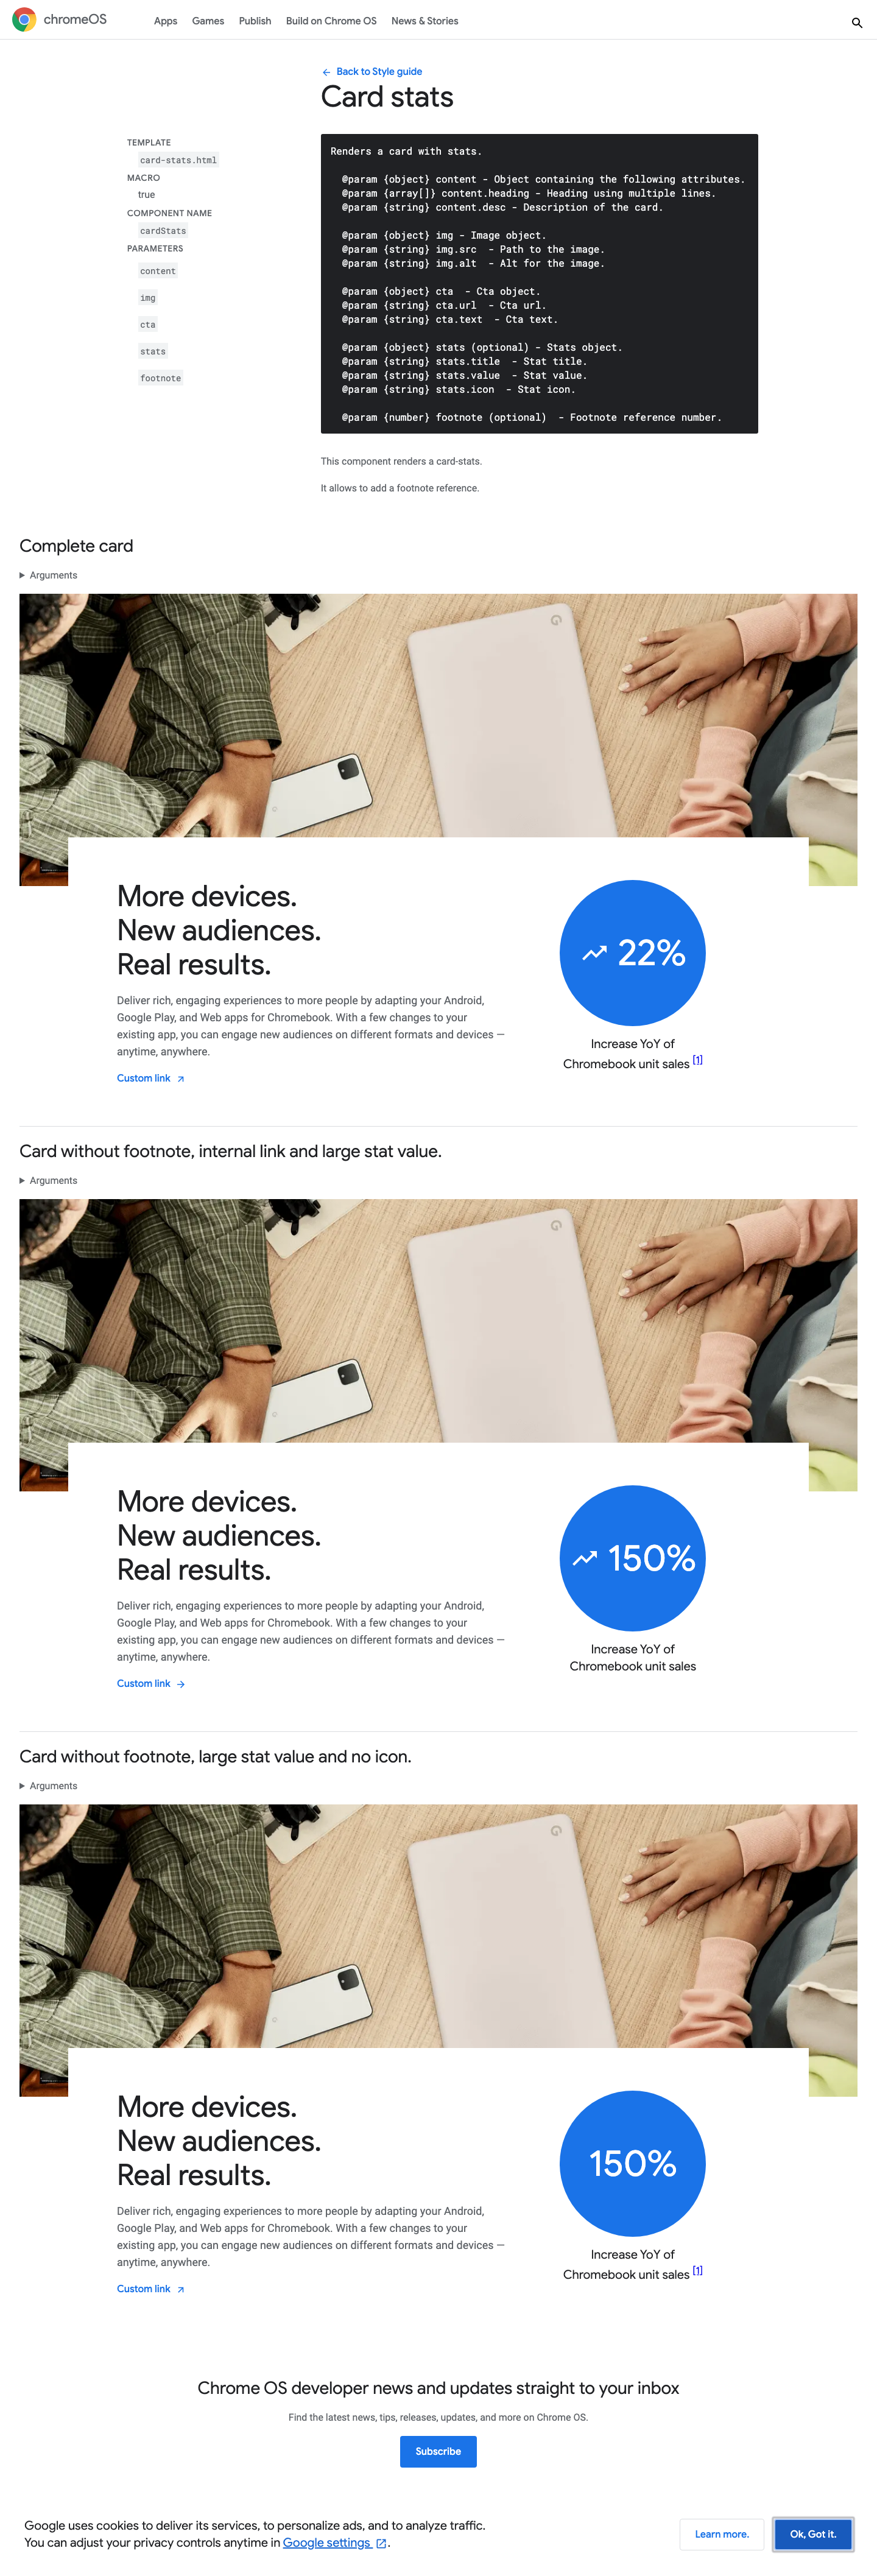 chromeOS
Apps Games Publish Build on Chrome OS News & Stories
Back to Style guide
Card stats
TEMPLATE
card-stats.html
MACRO
true
COMPONENT NAME
cardStats
PARAMETERS
content
img
cta
stats
footnote
Renders a card with stats.
@param {object} content - Object containing the following attributes.
@param {array[]} content.heading - Heading using multiple lines.
@param {string} content.desc - Description of the card.
@param {object} img - Image object.
@param {string} img.src  - Path to the image.
@param {string} img.alt  - Alt for the image.
@param {object} cta  - Cta object.
@param {string} cta.url  - Cta url.
@param {string} cta.text  - Cta text.
@param {object} stats (optional) - Stats object.
@param {string} stats.title  - Stat title.
@param {string} stats.value  - Stat value.
@param {string} stats.icon  - Stat icon.
@param {number} footnote (optional)  - Footnote reference number.
This component renders a card-stats.
It allows to add a footnote reference.
Complete card
Arguments
More devices.
New audiences.
Real results.
Deliver rich, engaging experiences to more people by adapting your Android,
Google Play, and Web apps for Chromebook. With a few changes to your
existing app, you can engage new audiences on different formats and devices —
anytime, anywhere.
Custom link
22%
Increase YoY of
Chromebook unit sales [1]
Card without footnote, internal link and large stat value.
Arguments
More devices.
New audiences.
Real results.
Deliver rich, engaging experiences to more people by adapting your Android,
Google Play, and Web apps for Chromebook. With a few changes to your
existing app, you can engage new audiences on different formats and devices —
anytime, anywhere.
Custom link
150%
Increase YoY of
Chromebook unit sales
Card without footnote, large stat value and no icon.
Arguments
More devices.
New audiences.
Real results.
Deliver rich, engaging experiences to more people by adapting your Android,
Google Play, and Web apps for Chromebook. With a few changes to your
existing app, you can engage new audiences on different formats and devices —
anytime, anywhere.
Custom link
150%
Increase YoY of
Chromebook unit sales [1]
Chrome OS developer news and updates straight to your inbox
Find the latest news, tips, releases, updates, and more on Chrome OS.
Subscribe
Google uses cookies to deliver its services, to personalize ads, and to analyze traffic.
You can adjust your privacy controls anytime in Google settings .
Learn more.
Ok, Got it.